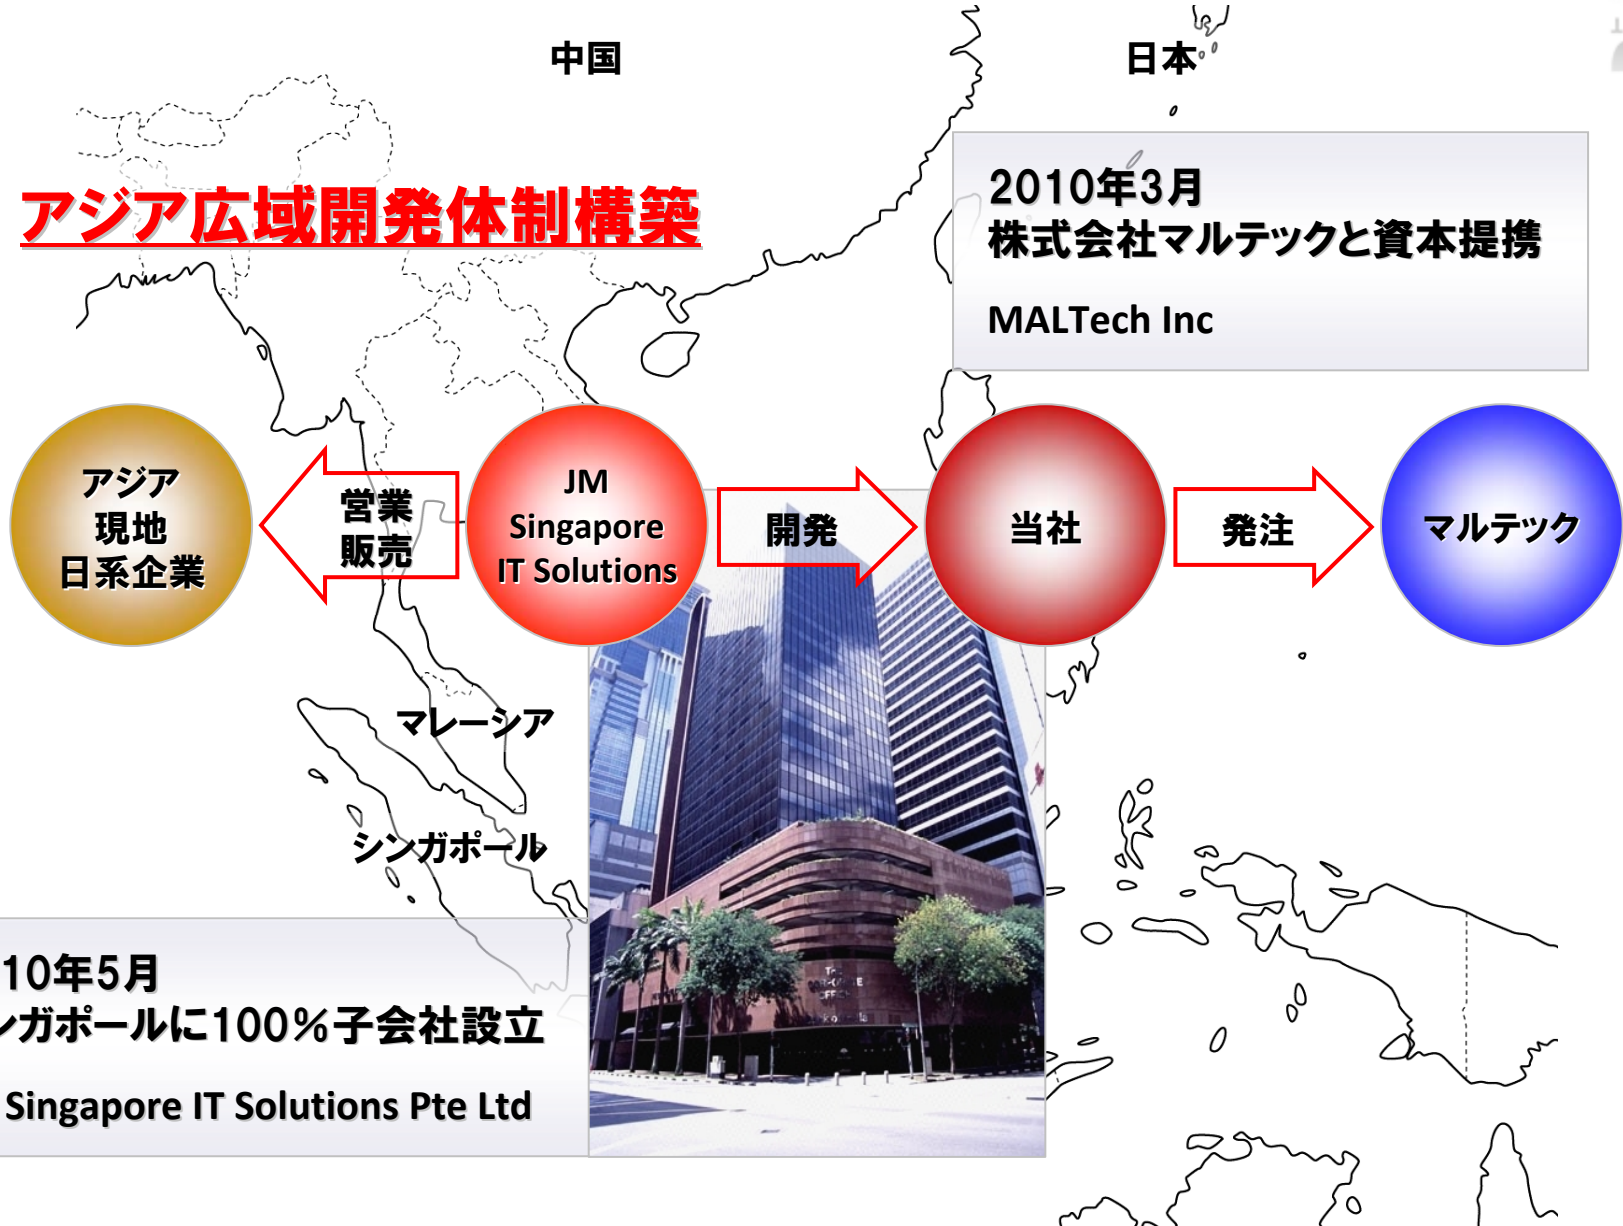 中国
日本
アジア広域開発体制構築
2010年3月
株式会社マルテックと資本提携
MALTech Inc
アジア
現地
日系企業
営業
販売
JM
Singapore
IT Solutions
開発
当社
発注
マルテック
マレーシア
シンガポール
10年5月
ンガポールに100%子会社設立
Singapore IT Solutions Pte Ltd